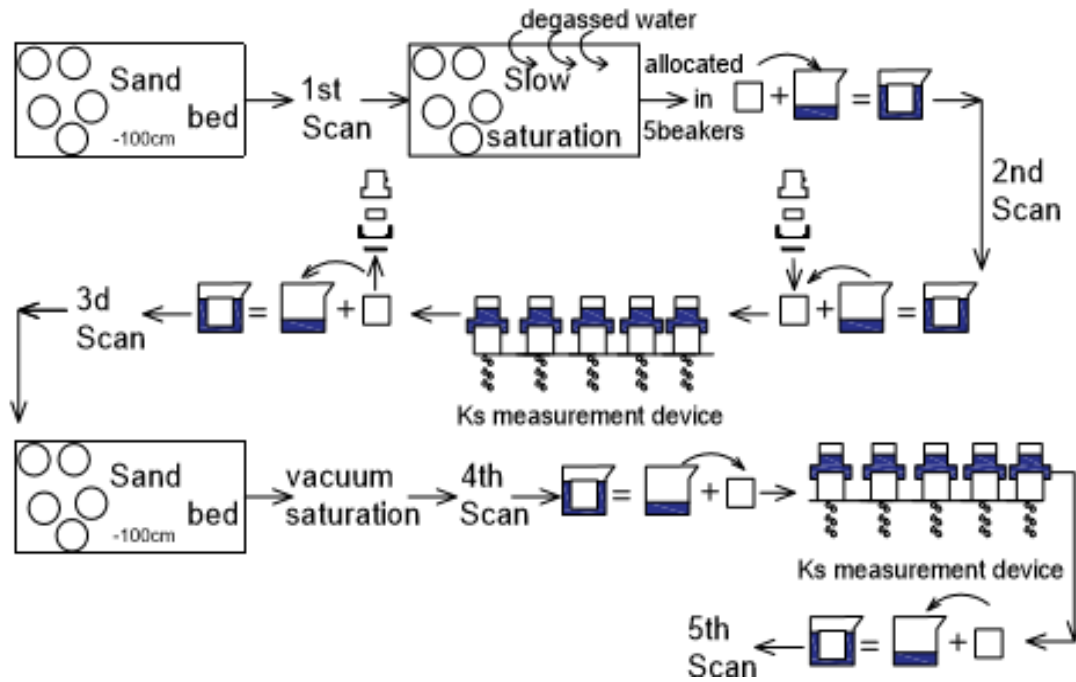 degassed water
Sand
bed
-100cm
1st
Scan
Slow
saturation
allocated
in
5beakers
+
=
2nd
Scan
3d
Scan
=
+
+
=
Ks measurement device
Sand
bed
-100cm
vacuum
saturation
4th
Scan
=
+
Ks measurement device
5th
Scan
=
+